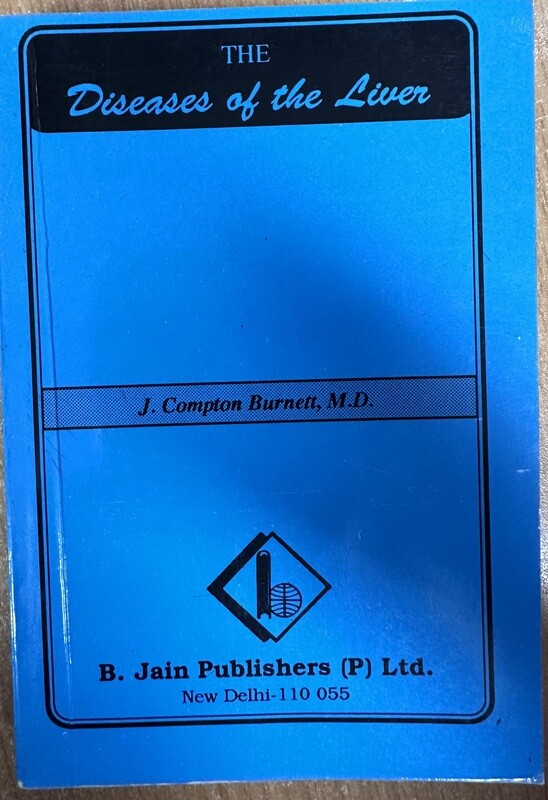 THE
Diseases of the Liver
J. Compton Burnett, M.D.
B. Jain Publishers (P) Ltd.
New Delhi-110 055